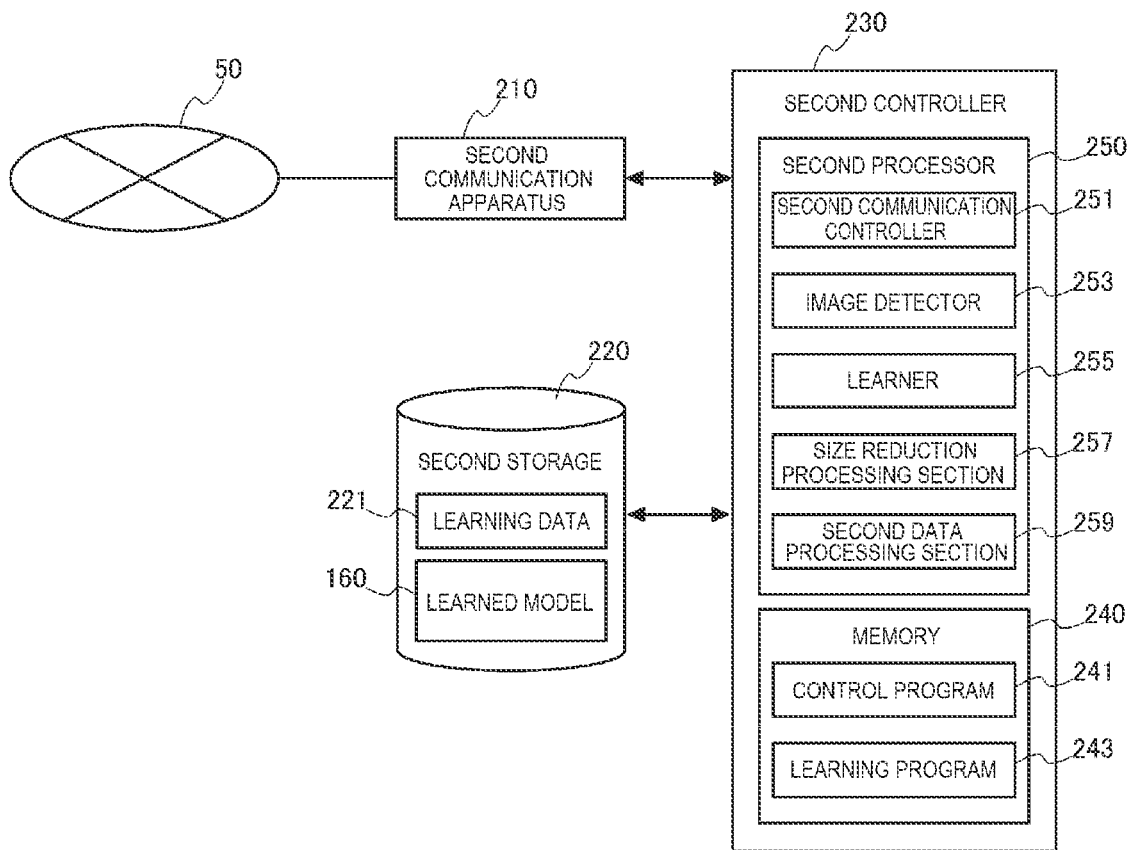 50
210
SECOND
COMMUNICATION
APPARATUS
230
SECOND CONTROLLER
250
SECOND PROCESSOR
251
SECOND COMMUNICATION
CONTROLLER
253
IMAGE DETECTOR
255
LEARNER
257
SIZE REDUCTION
PROCESSING SECTION
259
SECOND DATA
PROCESSING SECTION
220
SECOND STORAGE
221
LEARNING DATA
160
LEARNED MODEL
240
MEMORY
241
CONTROL PROGRAM
243
LEARNING PROGRAM